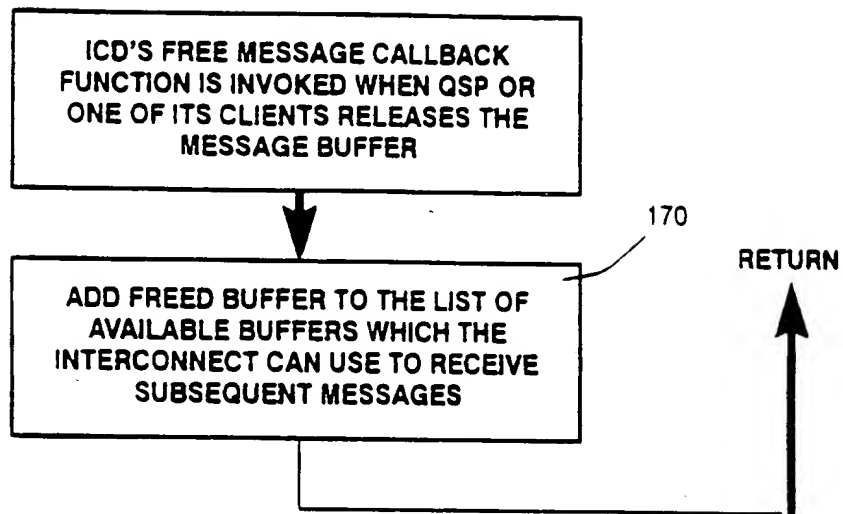 ICD'S FREE MESSAGE CALLBACK
FUNCTION IS INVOKED WHEN QSP OR
ONE OF ITS CLIENTS RELEASES THE
MESSAGE BUFFER
170
RETURN
ADD FREED BUFFER TO THE LIST OF
AVAILABLE BUFFERS WHICH THE
INTERCONNECT CAN USE TO RECEIVE
SUBSEQUENT MESSAGES